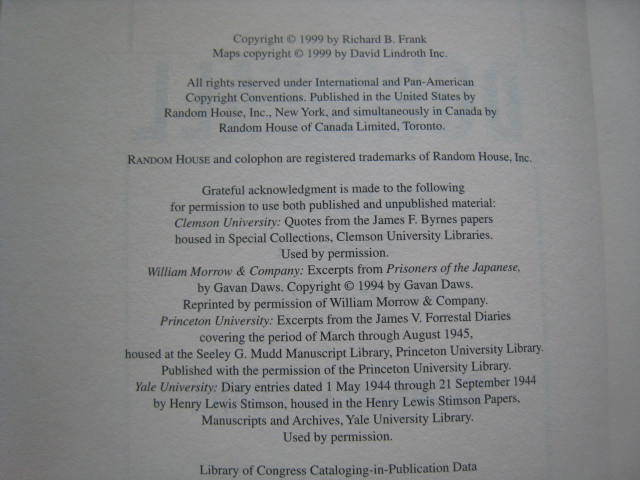 Copyright © 1999 by Richard B. Frank
Maps copyright © 1999 by David Lindroth Inc.
All rights reserved under International and Pan-American
Copyright Conventions. Published in the United States by
Random House, Inc., New York, and simultaneously in Canada by
Random House of Canada Limited, Toronto.
RANDOM HOUSE and colophon are registered trademarks of Random House, Inc.
Grateful acknowledgment is made to the following
for permission to use both published and unpublished material:
Clemson University: Quotes from the James F. Byrnes papers
housed in Special Collections, Clemson University Libraries.
Used by permission.
William Morrow & Company: Excerpts from Prisoners of the Japanese,
by Gavan Daws. Copyright © 1994 by Gavan Daws.
Reprinted by permission of William Morrow & Company.
Princeton University: Excerpts from the James V. Forrestal Diaries
covering the period of March through August 1945,
housed at the Seeley G. Mudd Manuscript Library, Princeton University Library.
Published with the permission of the Princeton University Library.
Yale University: Diary entries dated 1 May 1944 through 21 September 1944
by Henry Lewis Stimson, housed in the Henry Lewis Stimson Papers,
Manuscripts and Archives, Yale University Library.
Used by permission.
Library of Congress Cataloging-in-Publication Data